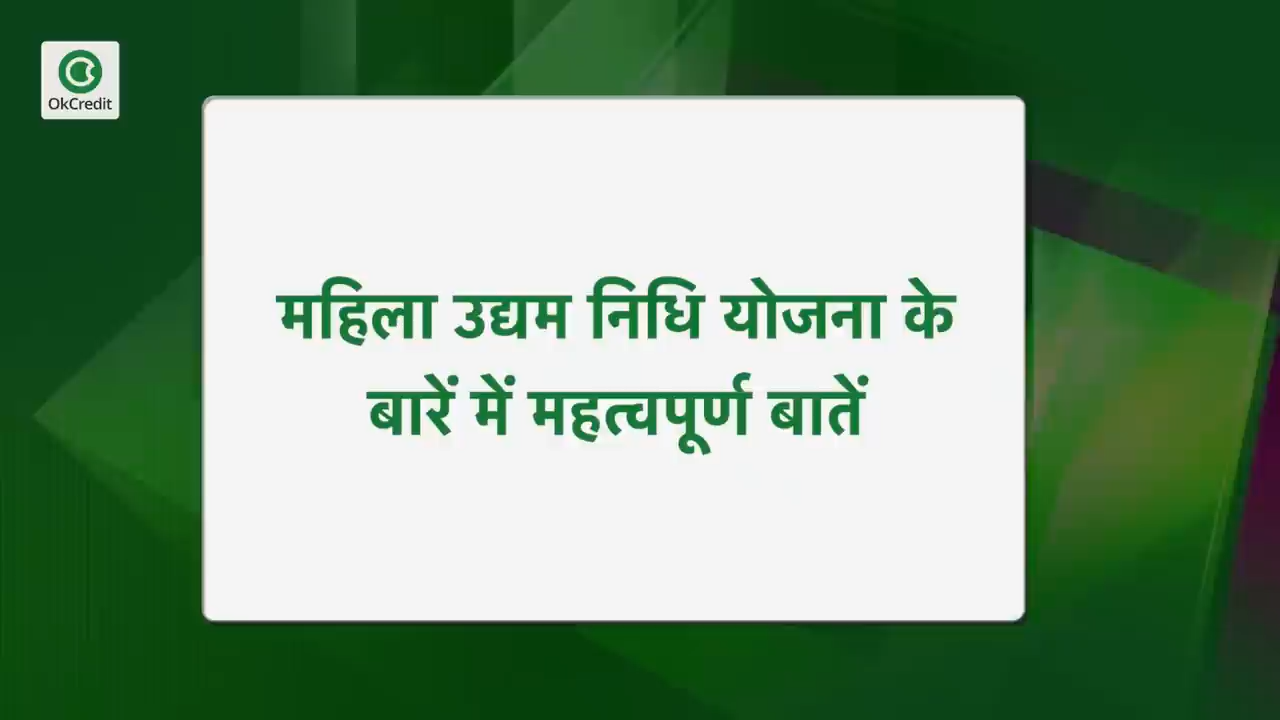 OkCredit
महिला उद्यम निधि योजना के
बारें में महत्वपूर्ण बातें